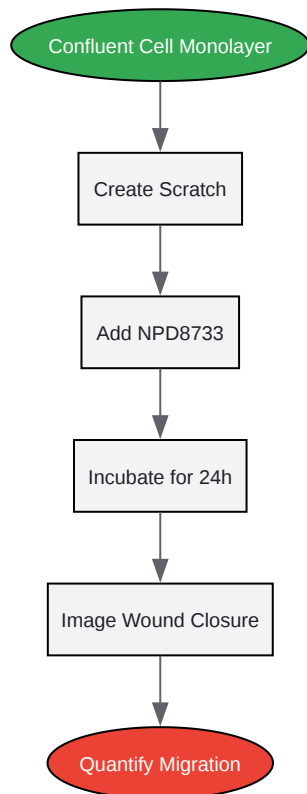 Confluent Cell Monolayer
Create Scratch
Add NPD8733
Incubate for 24h
Image Wound Closure
Quantify Migration